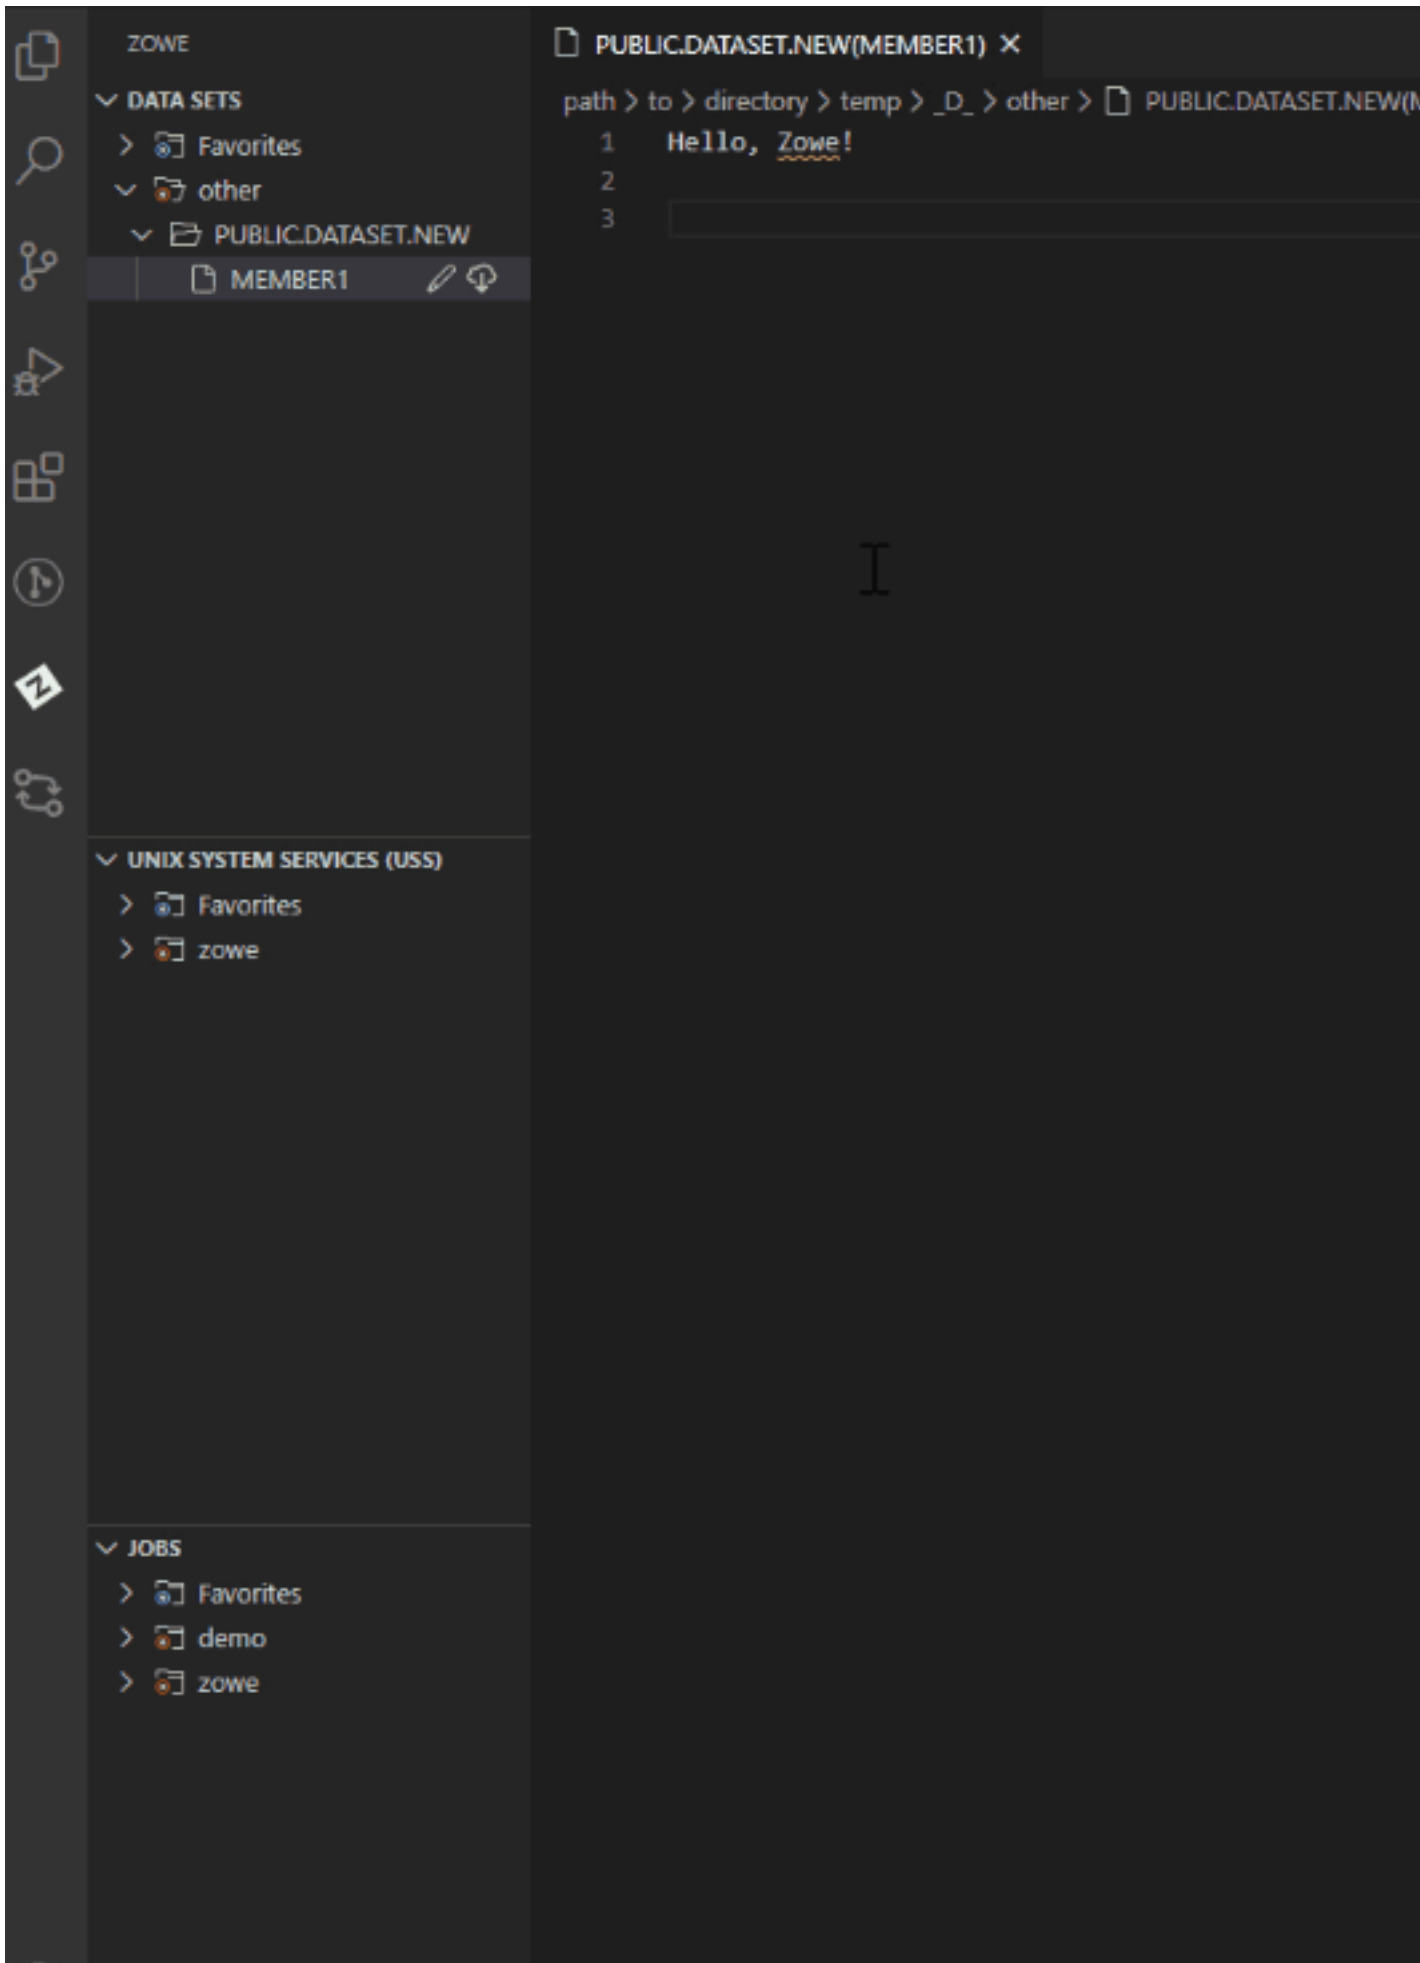 ZOWE
DATA SETS
Favorites
other
PUBLIC.DATASET.NEW
MEMBER1
UNIX SYSTEM SERVICES (USS)
Favorites
zowe
JOBS
Favorites
demo
zowe
PUBLIC.DATASET.NEW(MEMBER1)
path > to > directory > temp > _D_ > other > PUBLIC.DATASET.NEW(M
1 Hello, Zowe!
2
3